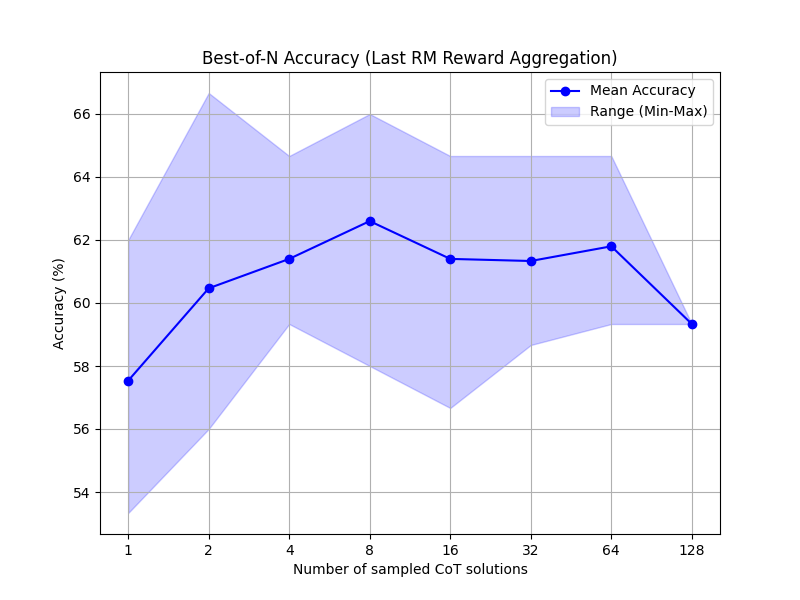 Best-of-N Accuracy (Last RM Reward Aggregation)
Mean Accuracy
Range (Min-Max)
Accuracy (%)
66
64
62
60
58
56
54
1 2 4 8 16 32 64 128
Number of sampled CoT solutions